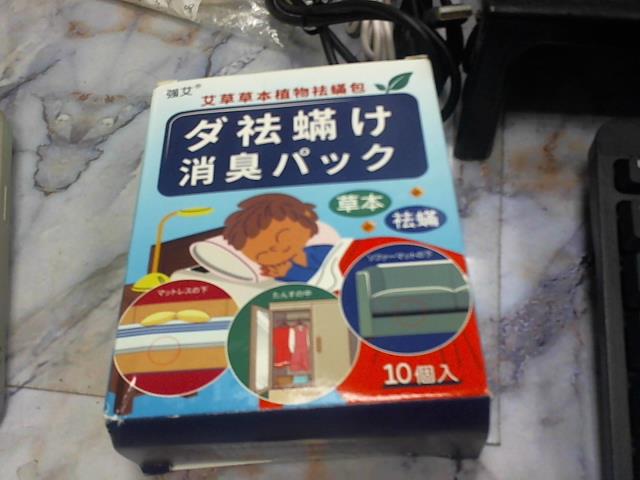 强艾®
艾草草本植物祛螨包
ダ祛蟎け
消臭パック
草本
祛蟎
ソファーマットの下
マットレスの下
たんすの中
10個入